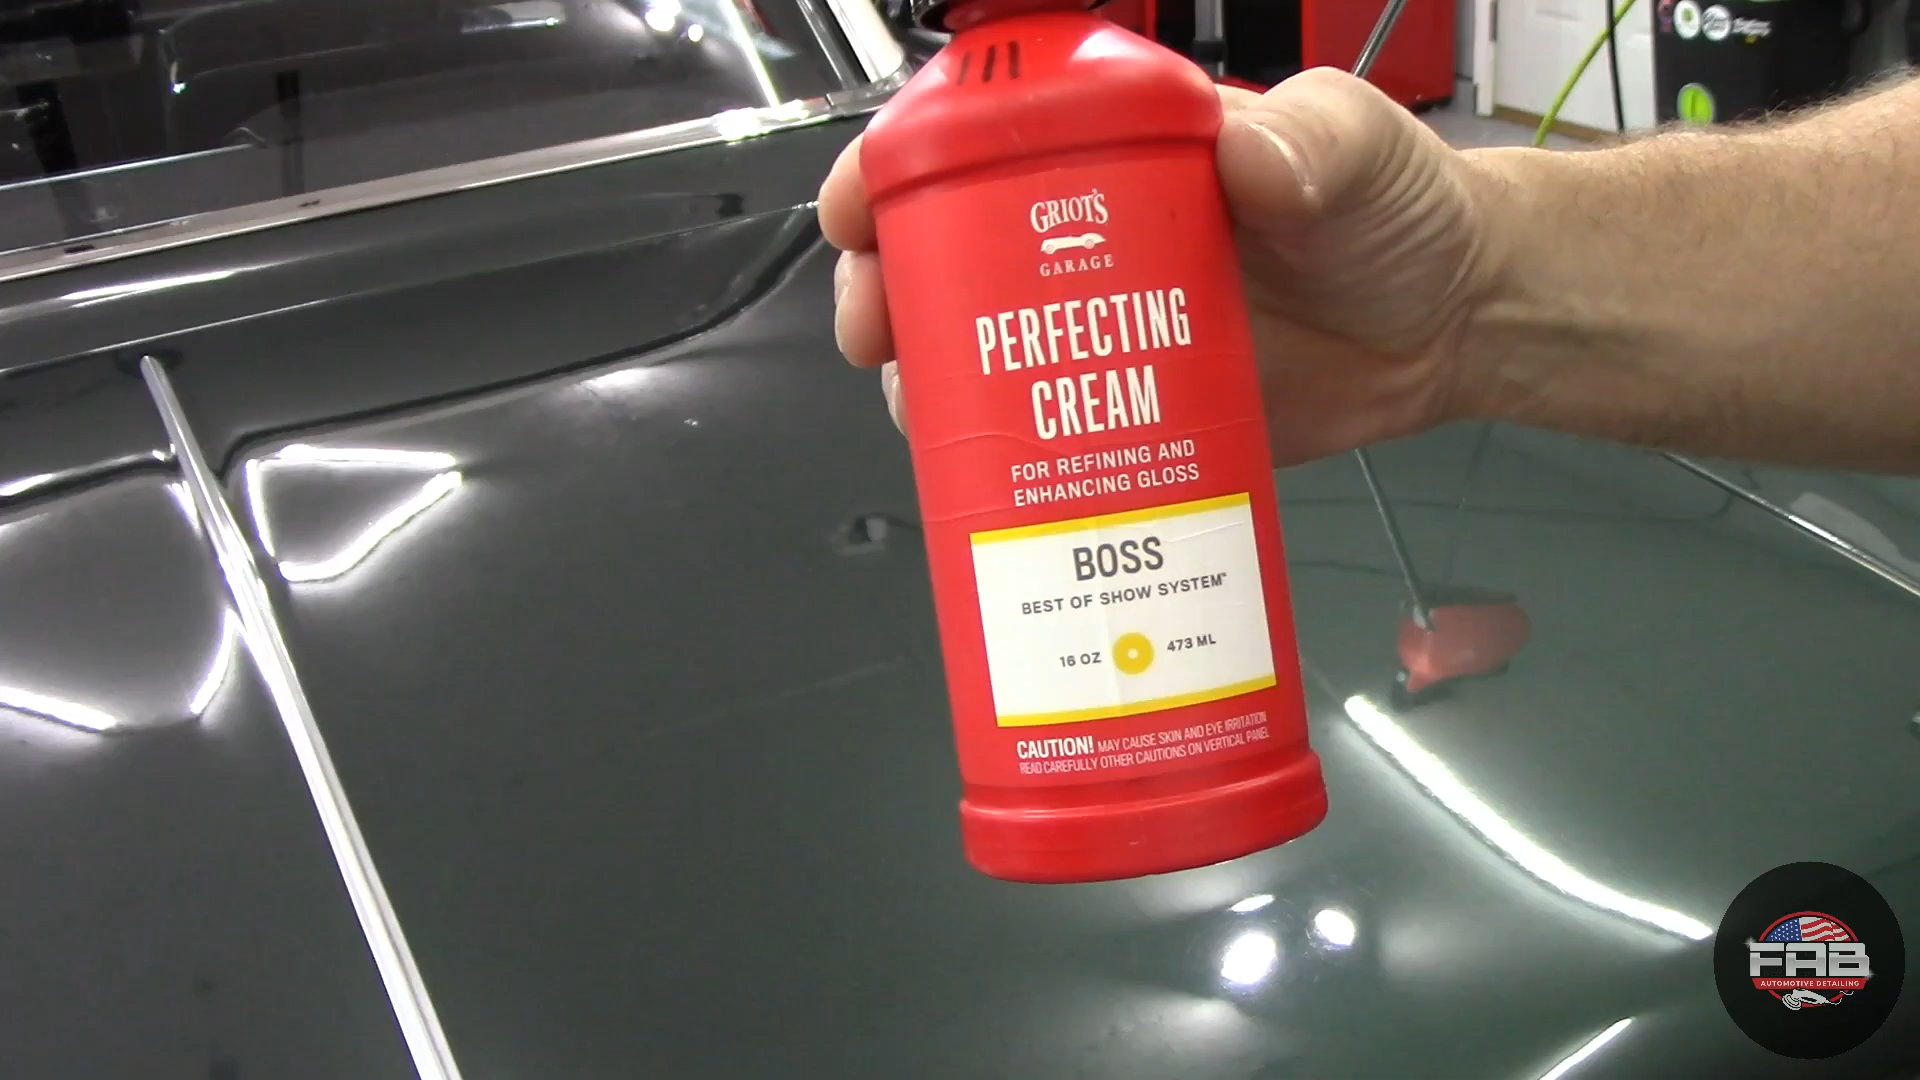 GRIOT'S
GARAGE
PERFECTING
CREAM
FOR REFINING AND
ENHANCING GLOSS
BOSS
BEST OF SHOW SYSTEM™
16 OZ 473 ML
CAUTION! MAY CAUSE SKIN AND EYE IRRITATION
READ CAREFULLY OTHER CAUTIONS ON VERTICAL PANEL
FAB
AUTOMOTIVE DETAILING